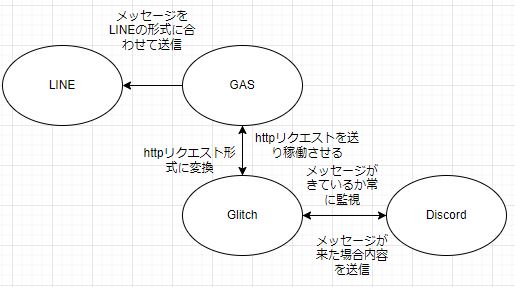 メッセージを
LINEの形式に合
わせて送信
LINE
GAS
httpリクエスト形
式に変換
httpリクエストを送
り稼働させる
メッセージが
きているか常
に監視
Glitch
Discord
メッセージが
来た場合内容
を送信